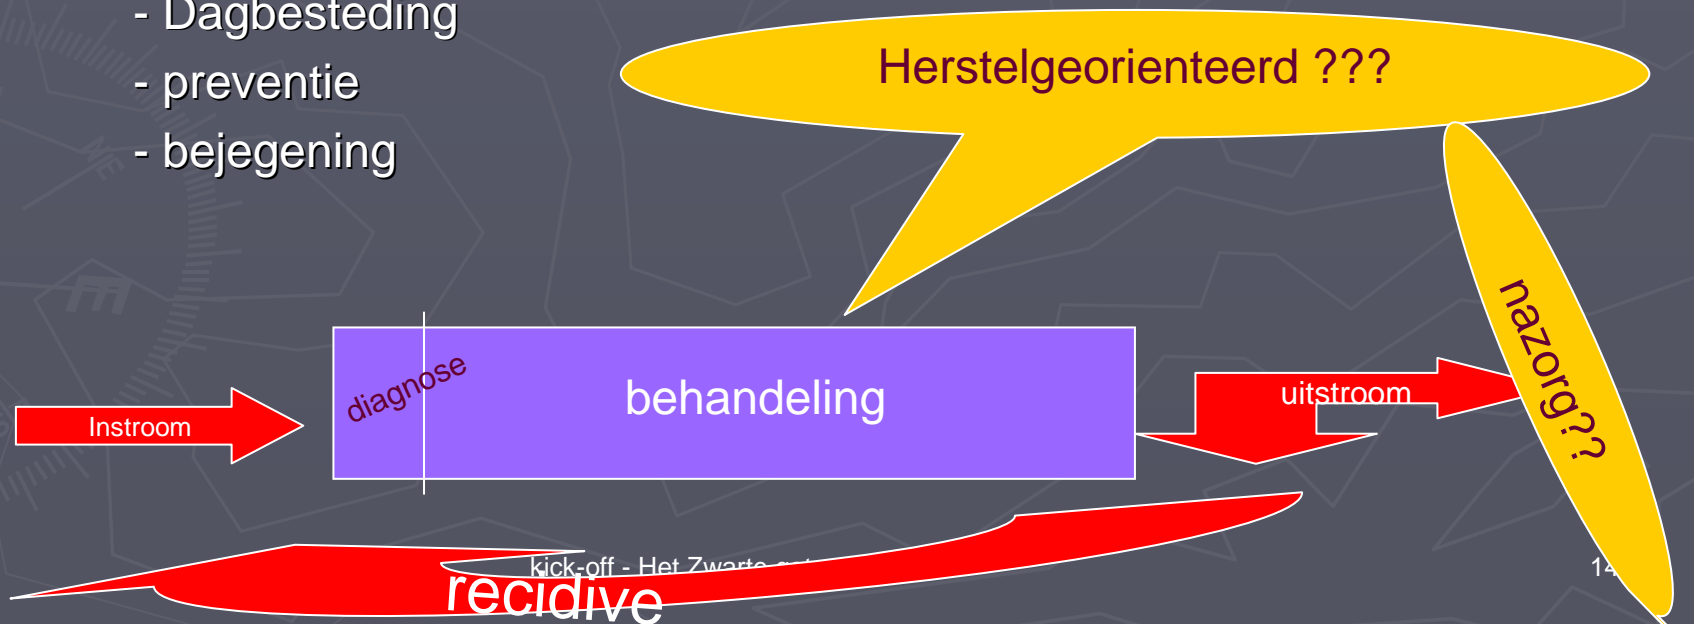 - Dagbesteding
- preventie
- bejegening
Herstelgeorienteerd ???
nazorg??
diagnose
behandeling
uitstroom
Instroom
kick-off - Het Zwarte
recidive